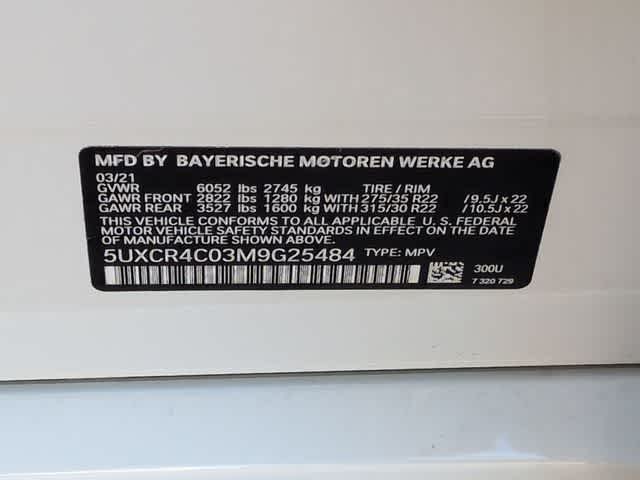 MFD BY BAYERISCHE MOTOREN WERKE AG
03/21
GVWR 6052 lbs 2745 kg TIRE / RIM
GAWR FRONT 2822 lbs 1280 kg WITH 275/35 R22 / 9.5J x 22
GAWR REAR 3527 lbs 1600 kg WITH 315/30 R22 / 10.5J x 22
THIS VEHICLE CONFORMS TO ALL APPLICABLE U.S. FEDERAL
MOTOR VEHICLE SAFETY STANDARDS IN EFFECT ON THE DATE
OF MANUFACTURE SHOWN ABOVE.
5UXCR4C03M9G25484 TYPE: MPV
300U
7 320 729